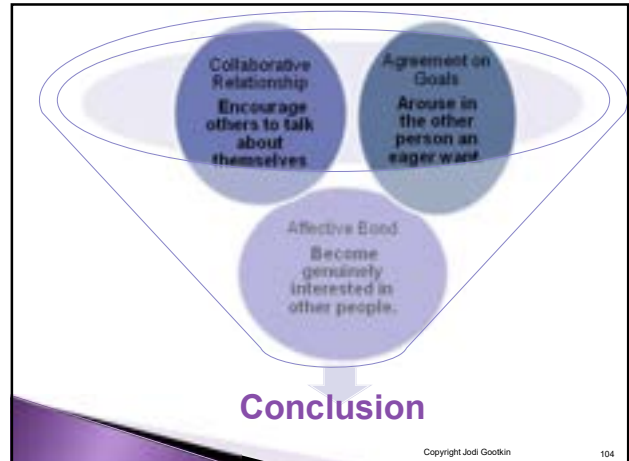 Collaborative
Relationship
Encourage
others to talk
about
themselves
Agreement on
Goals
Arouse in
the other
person an
eager want.
Affective Bond
Become
genuinely
interested in
other people.
Conclusion
Copyright Jodi Gootkin
104